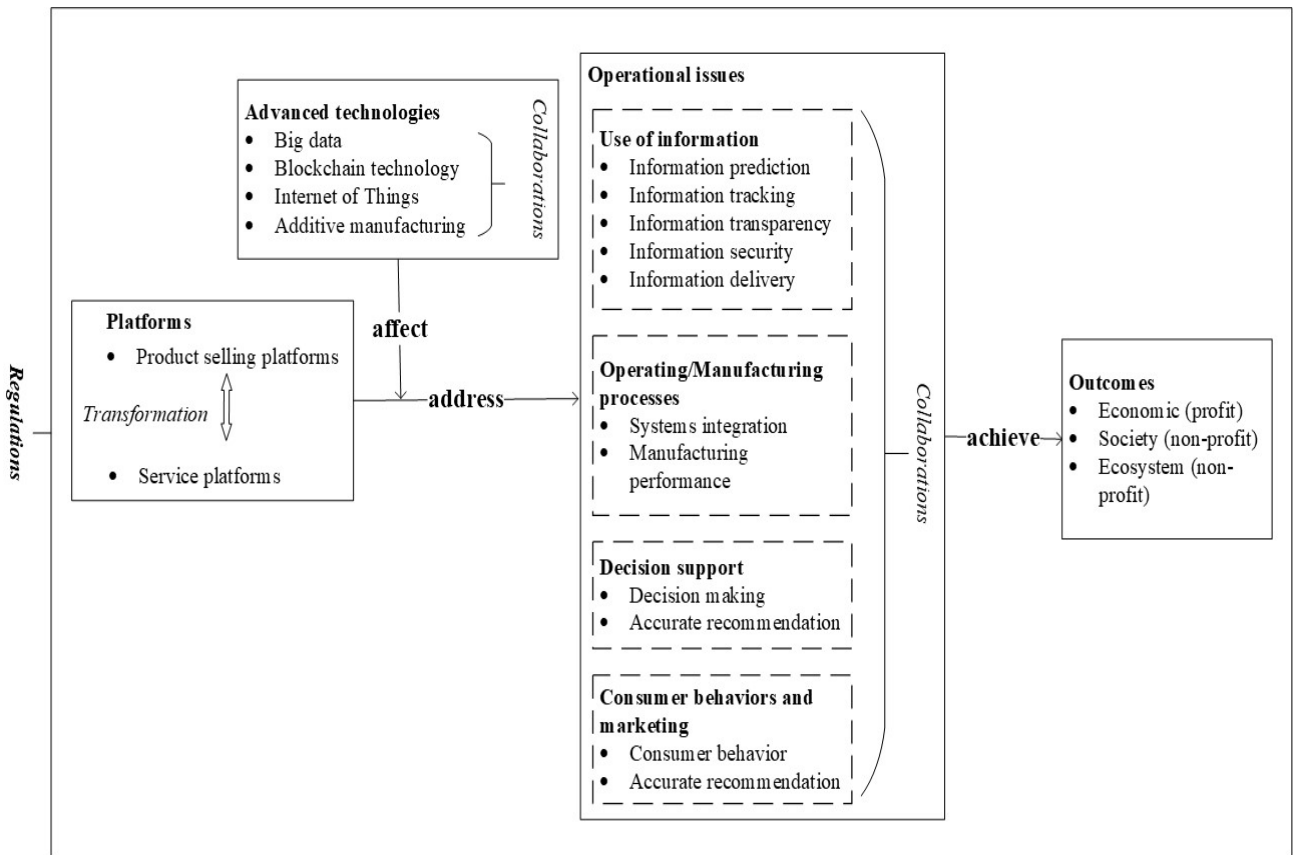 Regulations
Advanced technologies
• Big data
• Blockchain technology
• Internet of Things
• Additive manufacturing
Collaborations
affect
Platforms
• Product selling platforms
Transformation
• Service platforms
address
Operational issues
Use of information
• Information prediction
• Information tracking
• Information transparency
• Information security
• Information delivery
Operating/Manufacturing
processes
• Systems integration
• Manufacturing
performance
Decision support
• Decision making
• Accurate recommendation
Consumer behaviors and
marketing
• Consumer behavior
• Accurate recommendation
Collaborations
achieve
Outcomes
• Economic (profit)
• Society (non-profit)
• Ecosystem (non-
profit)